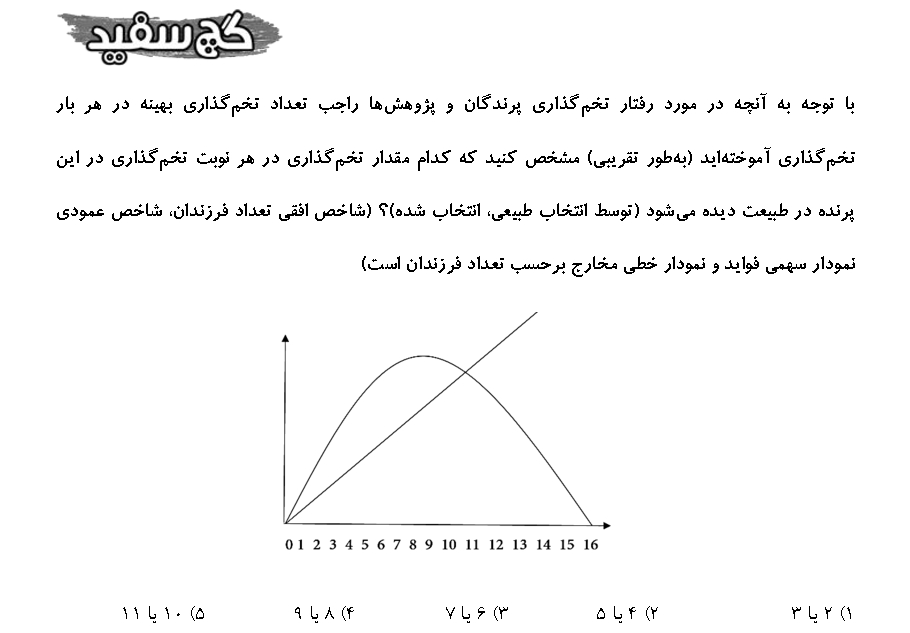 گچ سفید
با توجه به آنچه در مورد رفتار تخم‌گذاری پرندگان و پژوهش‌ها راجب تعداد تخم‌گذاری بهینه در هر بار
تخم‌گذاری آموخته‌اید (به‌طور تقریبی) مشخص کنید که کدام مقدار تخم‌گذاری در هر نوبت تخم‌گذاری در این
پرنده در طبیعت دیده می‌شود (توسط انتخاب طبیعی، انتخاب شده)؟ (شاخص افقی تعداد فرزندان، شاخص عمودی
نمودار سهمی فواید و نمودار خطی مخارج برحسب تعداد فرزندان است)
0 1 2 3 4 5 6 7 8 9 10 11 12 13 14 15 16
۱) ۲ یا ۳ ۲) ۴ یا ۵ ۳) ۶ یا ۷ ۴) ۸ یا ۹ ۵) ۱۰ یا ۱۱